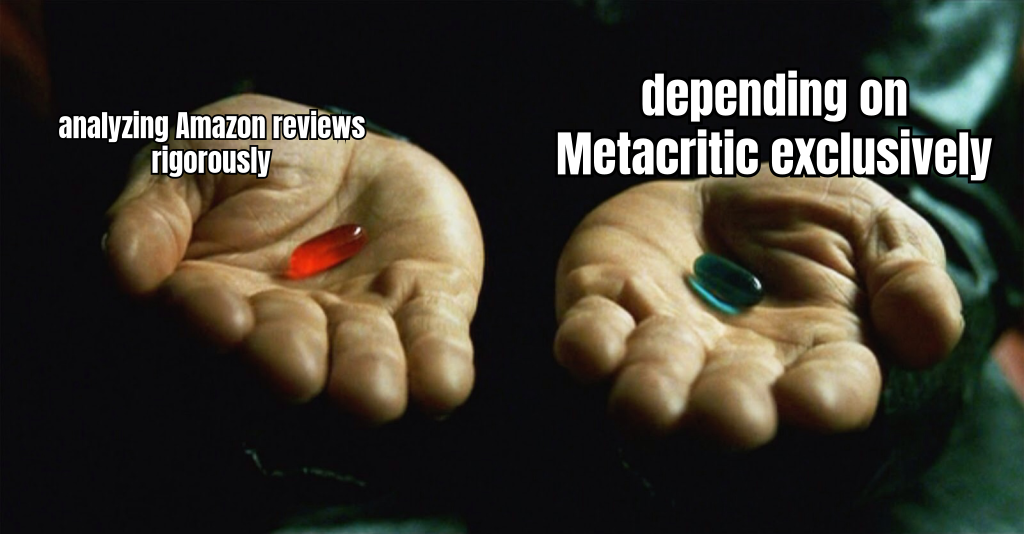 analyzing Amazon reviews
rigorously
depending on
Metacritic exclusively